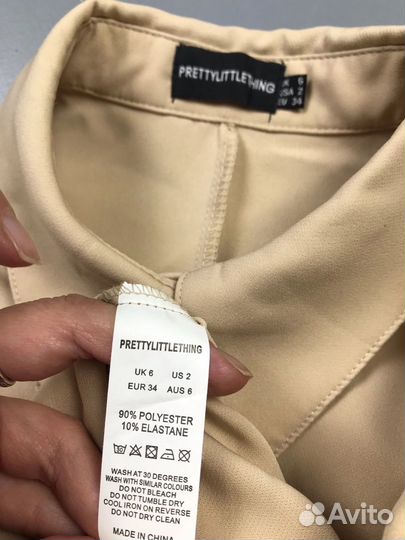 PRETTYLITTLETHING
UK 6
USA 2
EU 34
PRETTYLITTLETHING
UK 6 US 2
EUR 34 AUS 6
90% POLYESTER
10% ELASTANE
WASH AT 30 DEGREES
WASH WITH SIMILAR COLOURS
DO NOT BLEACH
DO NOT TUMBLE DRY
COOL IRON ON REVERSE
DO NOT DRY CLEAN
MADE IN CHINA
Avito